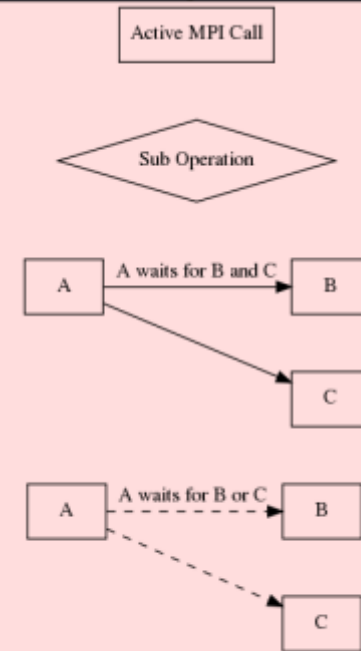 Active MPI Call
Sub Operation
A waits for B and C
A
B
C
A waits for B or C
A
B
C